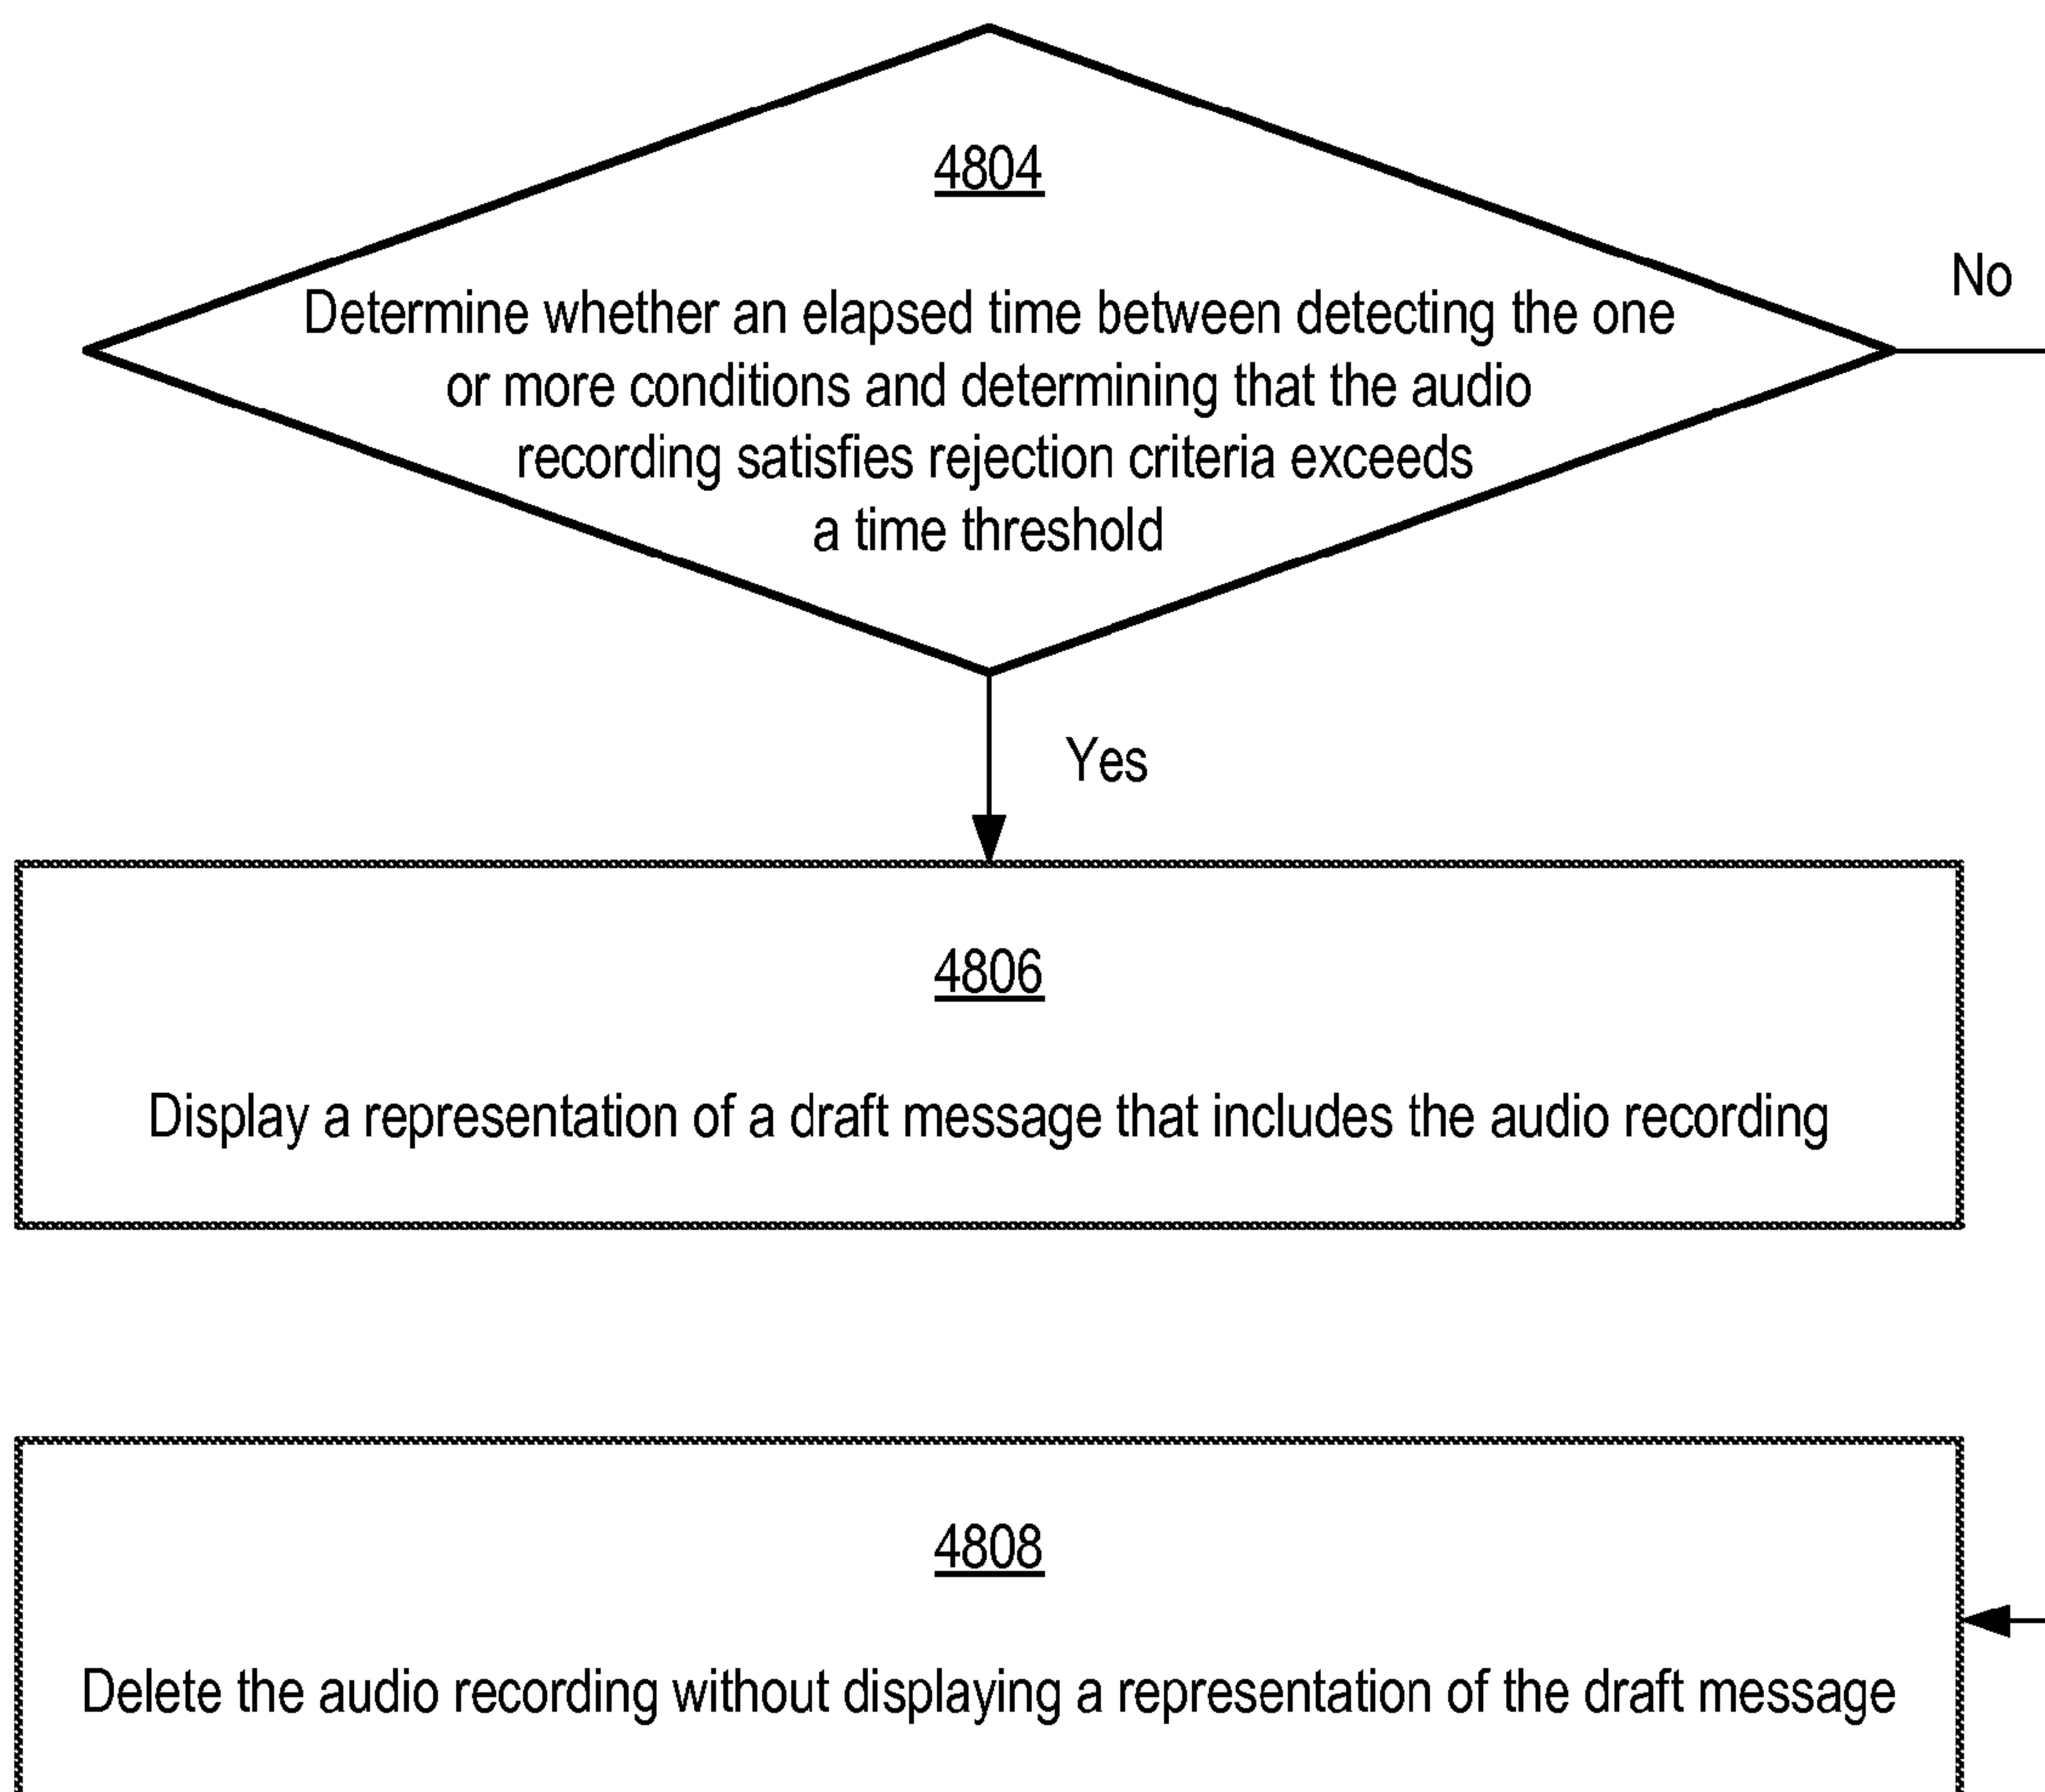 4804
Determine whether an elapsed time between detecting the one
or more conditions and determining that the audio
recording satisfies rejection criteria exceeds
a time threshold
No
Yes
4806
Display a representation of a draft message that includes the audio recording
4808
Delete the audio recording without displaying a representation of the draft message